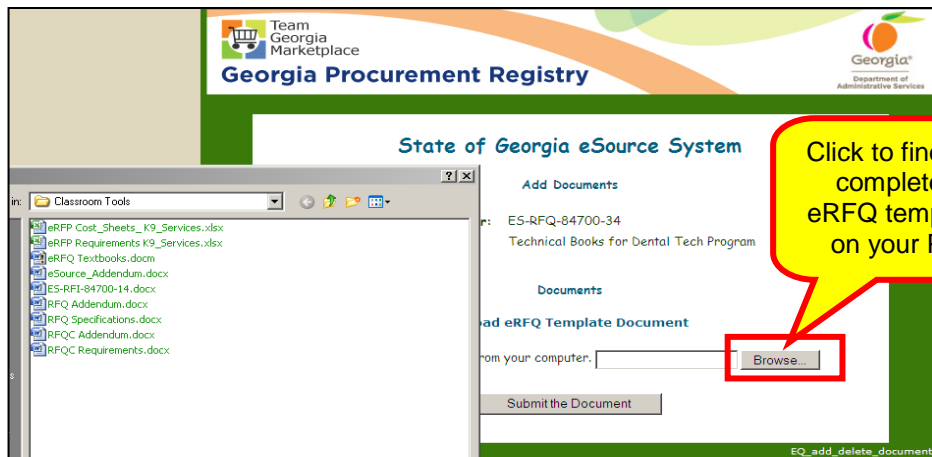 Team
Georgia
Marketplace
Georgia Procurement Registry
Georgia
Department of
Administrative Services
State of Georgia eSource System
Add Documents
ES-RFQ-84700-34
Technical Books for Dental Tech Program
Documents
eRFQ Template Document
from your computer.
Browse...
Submit the Document
EQ_add_delete_document
in: Classroom Tools
eRFP Cost_Sheets_ K9_Services.xlsx
eRFP Requirements K9_Services.xlsx
eRFQ Textbooks.docm
eSource_Addendum.docx
ES-RFI-84700-14.docx
RFQ Addendum.docx
RFQ Specifications.docx
RFQC Addendum.docx
RFQC Requirements.docx
Click to
complete
eRFQ
on your